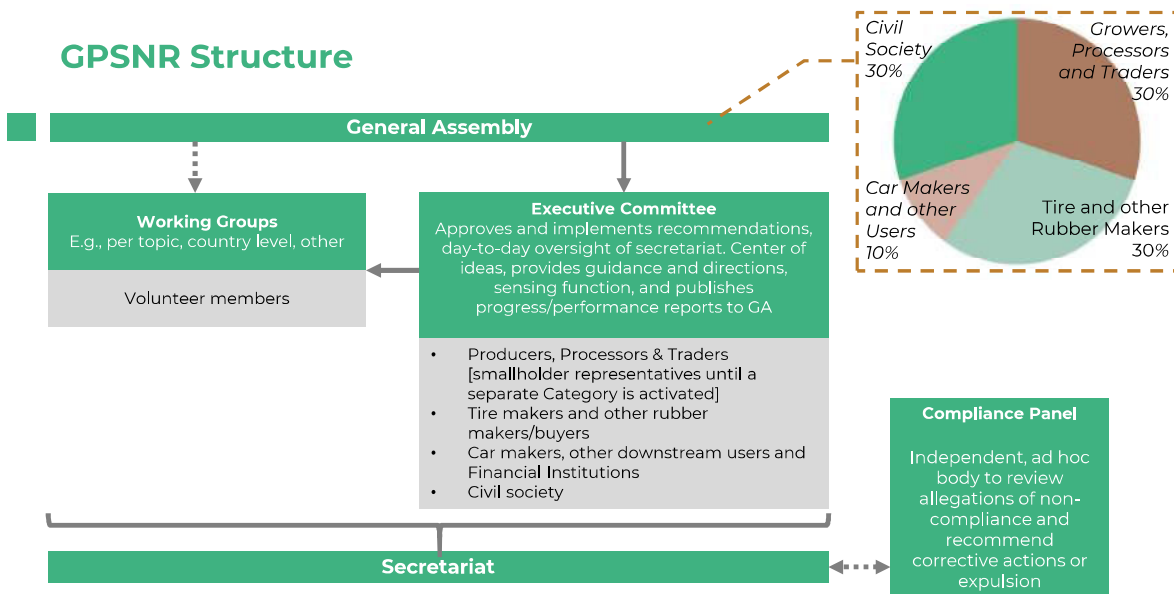 GPSNR Structure
General Assembly
Civil
Society
30%
Growers,
Processors
and Traders
30%
Car Makers
and other
Users
10%
Tire and other
Rubber Makers
30%
Working Groups
E.g., per topic, country level, other
Volunteer members
Executive Committee
Approves and implements recommendations,
day-to-day oversight of secretariat. Center
of ideas, provides guidance and directions,
sensing function, and publishes
progress/performance reports to GA
• Producers, Processors & Traders
[smallholder representatives until a
separate Category is activated]
• Tire makers and other rubber
makers/buyers
• Car makers, other downstream users and
Financial Institutions
• Civil society
Compliance Panel
Independent, ad hoc
body to review
allegations of non-
compliance and
recommend
corrective actions or
expulsion
Secretariat